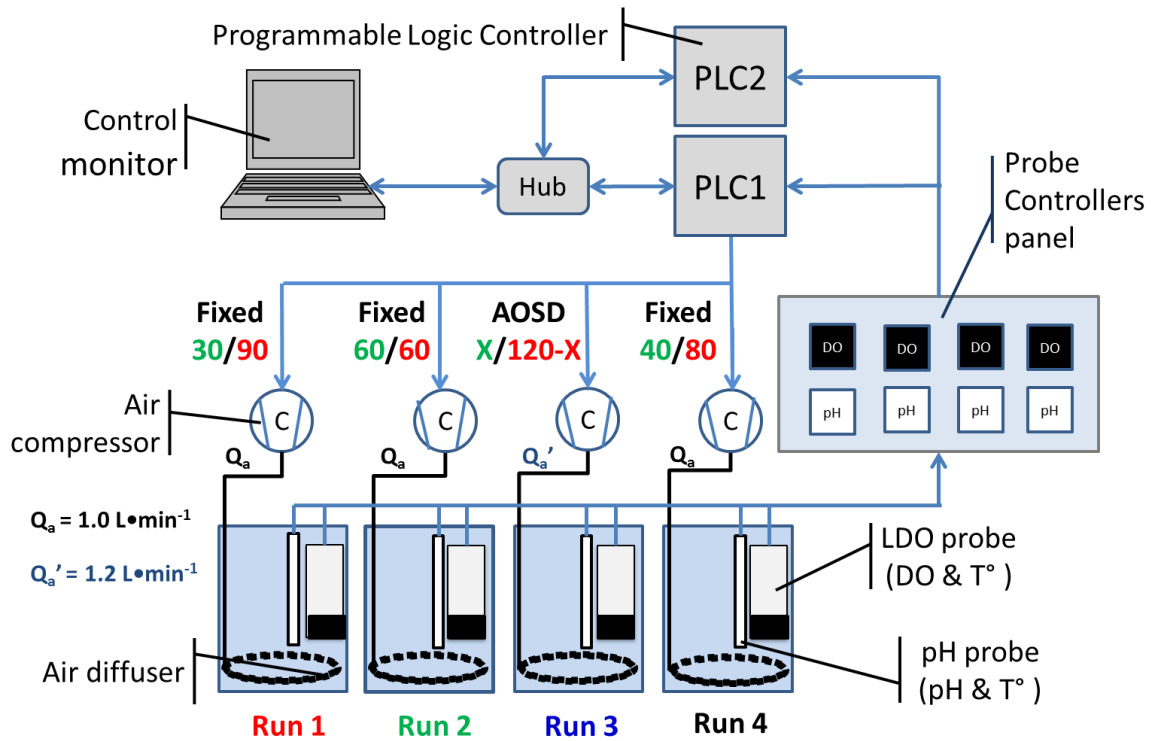 Programmable Logic Controller
PLC2
Control
monitor
Hub
PLC1
Probe
Controllers
panel
Fixed
30/90
Fixed
60/60
AOSD
X/120-X
Fixed
40/80
DO
DO
DO
DO
pH
pH
pH
pH
Air
compressor
C
C
C
C
Qₐ
Qₐ
Qₐ’
Qₐ
Qₐ = 1.0 L•min⁻¹
Qₐ’ = 1.2 L•min⁻¹
LDO probe
(DO & T° )
Air diffuser
pH probe
(pH & T° )
Run 1
Run 2
Run 3
Run 4